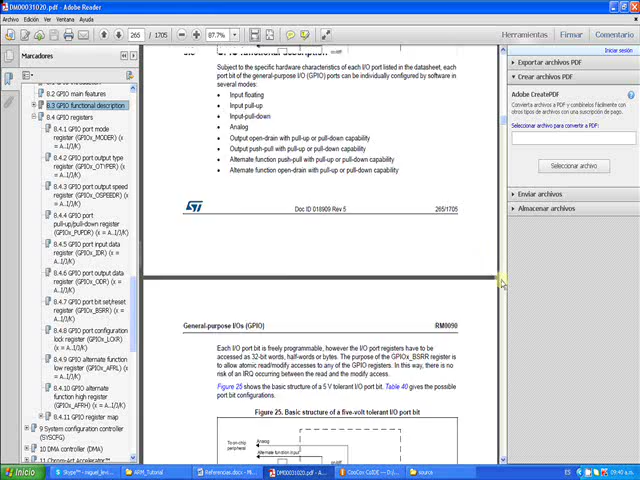 DM00031020.pdf - Adobe Reader
Archivo Edición Ver Ventana Ayuda
265 / 1705 87.7% Herramientas Firmar Comentario
Iniciar sesión
Marcadores
8.2 GPIO main features
8.3 GPIO functional description
8.4 GPIO registers
8.4.1 GPIO port mode
register (GPIOx_MODER) (x
= A..I/J/K)
8.4.2 GPIO port output type
register (GPIOx_OTYPER) (x
= A..I/J/K)
8.4.3 GPIO port output speed
register (GPIOx_OSPEEDR) (x
= A..I/J/K)
8.4.4 GPIO port
pull-up/pull-down register
(GPIOx_PUPDR) (x = A..I/J/K)
8.4.5 GPIO port input data
register (GPIOx_IDR) (x =
A..I/J/K)
8.4.6 GPIO port output data
register (GPIOx_ODR) (x =
A..I/J/K)
8.4.7 GPIO port bit set/reset
register (GPIOx_BSRR) (x =
A..I/J/K)
8.4.8 GPIO port configuration
lock register (GPIOx_LCKR)
(x = A..I/J/K)
8.4.9 GPIO alternate function
low register (GPIOx_AFRL) (x
= A..I/J/K)
8.4.10 GPIO alternate
function high register
(GPIOx_AFRH) (x = A..I/J/K)
8.4.11 GPIO register map
9 System configuration controller
(SYSCFG)
10 DMA controller (DMA)
Subject to the specific hardware characteristics of each I/O port listed in the datasheet, each
port bit of the general-purpose I/O (GPIO) ports can be individually configured by software in
several modes:
• Input floating
• Input pull-up
• Input-pull-down
• Analog
• Output open-drain with pull-up or pull-down capability
• Output push-pull with pull-up or pull-down capability
• Alternate function push-pull with pull-up or pull-down capability
• Alternate function open-drain with pull-up or pull-down capability
ST Doc ID 018909 Rev 5 265/1705
General-purpose I/Os (GPIO) RM0090
Each I/O port bit is freely programmable, however the I/O port registers have to be
accessed as 32-bit words, half-words or bytes. The purpose of the GPIOx_BSRR register is
to allow atomic read/modify accesses to any of the GPIO registers. In this way, there is no
risk of an IRQ occurring between the read and the modify access.
Figure 25 shows the basic structure of a 5 V tolerant I/O port bit. Table 40 gives the possible
port bit configurations.
Figure 25. Basic structure of a five-volt tolerant I/O port bit
To on-chip
peripheral
Analog
Alternate function input
on/off
Exportar archivos PDF
Crear archivos PDF
Adobe CreatePDF
Convierta archivos a PDF y combínelos fácilmente con
otros tipos de archivos con una suscripción de pago.
Seleccionar archivo para convertir a PDF:
Seleccionar archivo
Enviar archivos
Almacenar archivos
Inicio
ARM_Tutorial
Referencias.docx - M...
DM00031020.pdf - A...
CooCox CoIDE
ES
09:40 a.m.